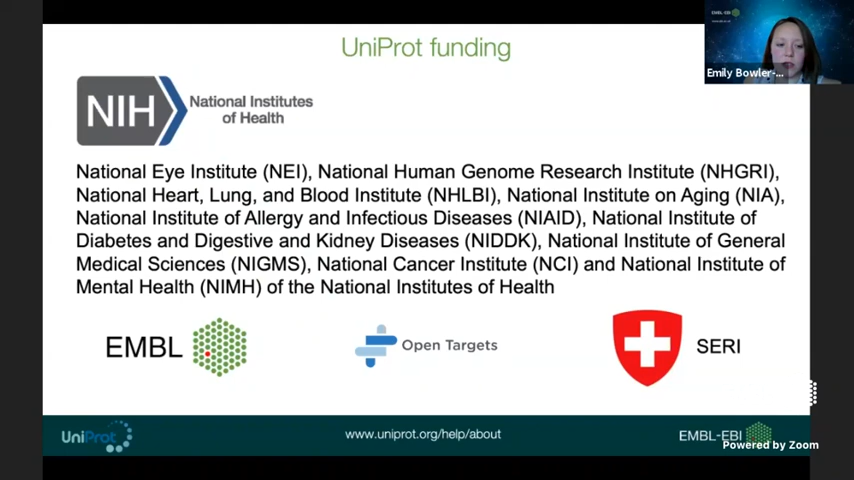 UniProt funding
EMBL-EBI
Emily Bowler-...
NIH National Institutes
of Health
National Eye Institute (NEI), National Human Genome Research Institute (NHGRI),
National Heart, Lung, and Blood Institute (NHLBI), National Institute on Aging (NIA),
National Institute of Allergy and Infectious Diseases (NIAID), National Institute of
Diabetes and Digestive and Kidney Diseases (NIDDK), National Institute of General
Medical Sciences (NIGMS), National Cancer Institute (NCI) and National Institute of
Mental Health (NIMH) of the National Institutes of Health
EMBL
Open Targets
SERI
UniProt
www.uniprot.org/help/about
EMBL-EBI
Powered by Zoom